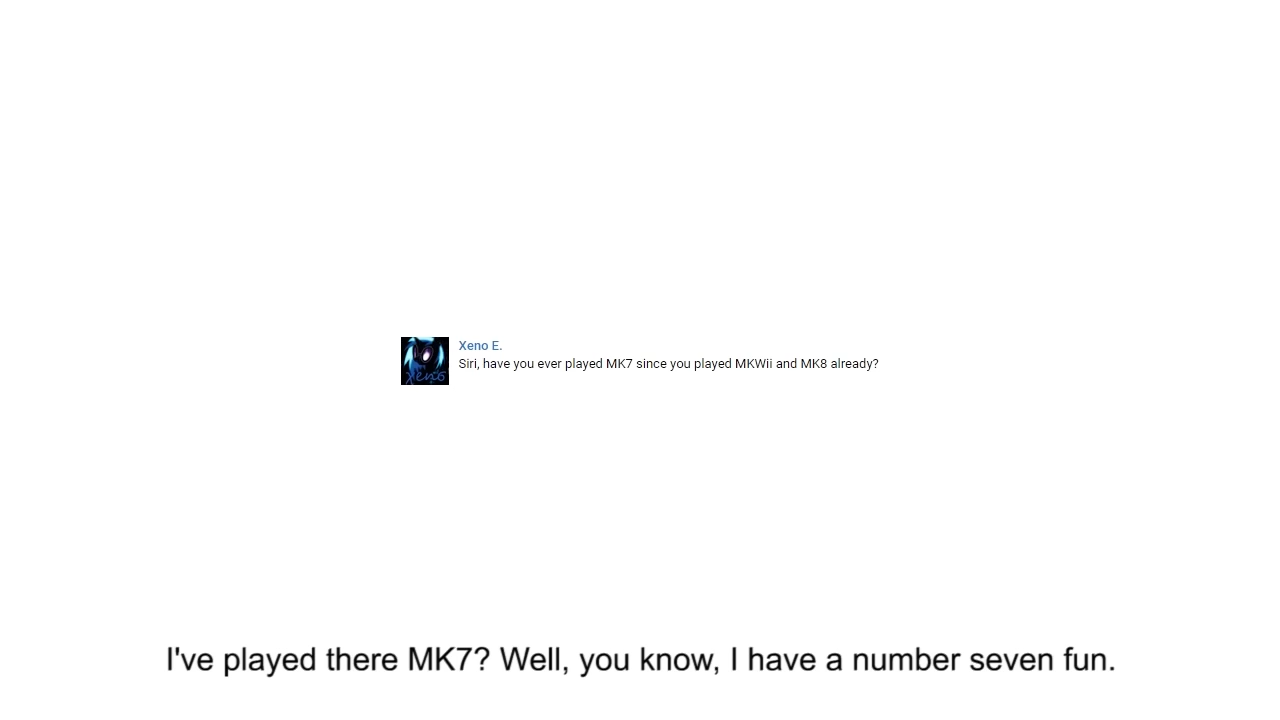 Xeno E.
Siri, have you ever played MK7 since you played MKWii and MK8 already?
Xeno
I've played there MK7? Well, you know, I have a number seven fun.